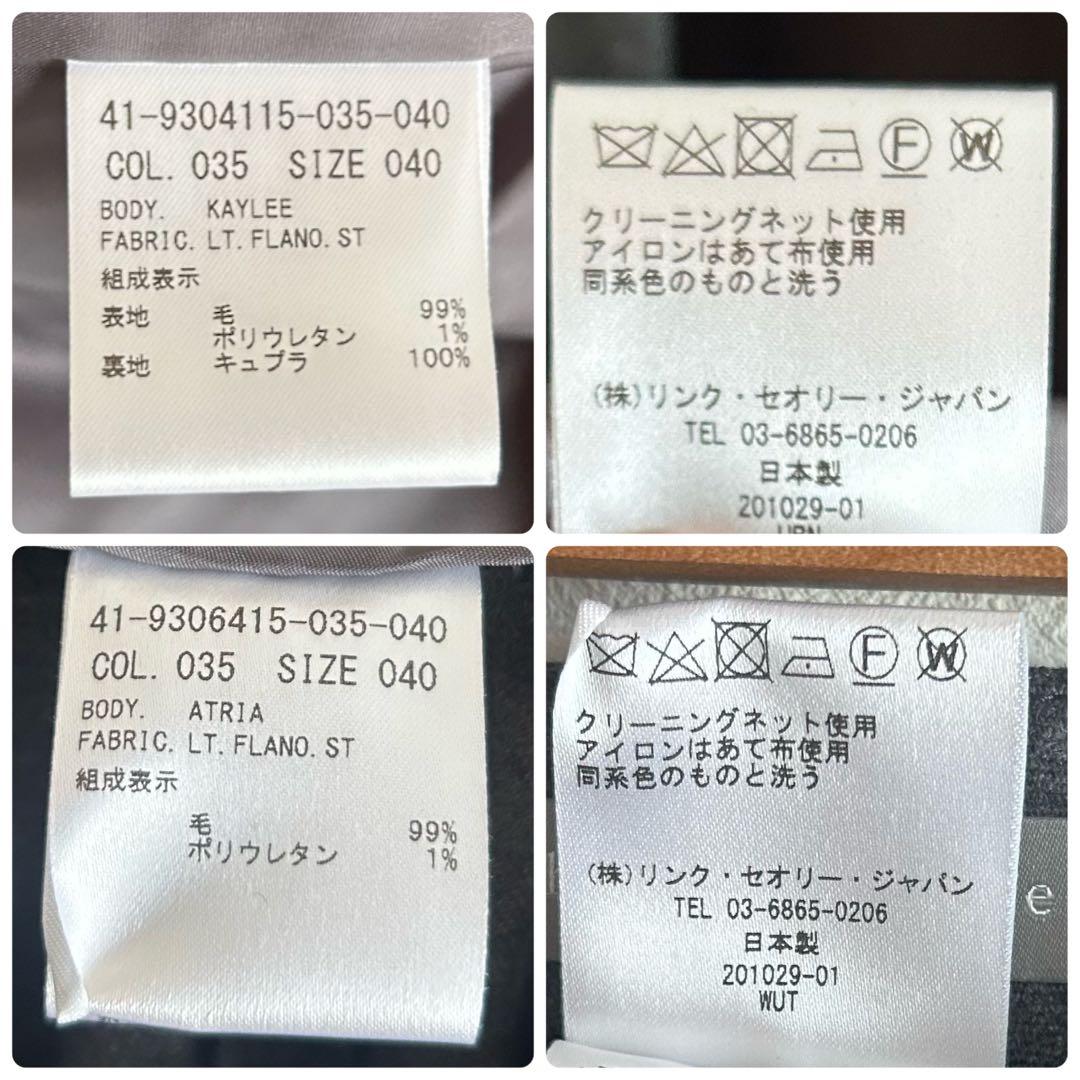 41-9304115-035-040
COL. 035 SIZE 040
BODY. KAYLEE
FABRIC. LT. FLANO. ST
組成表示
表地 毛 99%
ポリウレタン 1%
裏地 キュプラ 100%
F
W
クリーニングネット使用
アイロンはあて布使用
同系色のものと洗う
(株)リンク・セオリー・ジャパン
TEL 03-6865-0206
日本製
201029-01
41-9306415-035-040
COL. 035 SIZE 040
BODY. ATRIA
FABRIC. LT. FLANO. ST
組成表示
毛 99%
ポリウレタン 1%
F
W
クリーニングネット使用
アイロンはあて布使用
同系色のものと洗う
(株)リンク・セオリー・ジャパン
TEL 03-6865-0206
日本製
201029-01
WUT
e